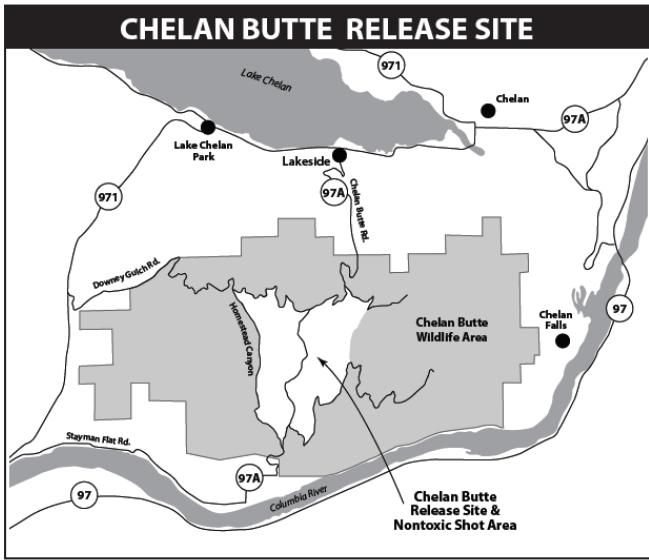 CHELAN BUTTE RELEASE SITE
971
Lake Chelan
Chelan
97A
Lake Chelan
Park
Lakeside
97A
Chelan Butte Rd.
971
Downey Gulch Rd.
Homestead Canyon
Chelan Butte
Wildlife Area
Chelan
Falls
97
Stayman Flat Rd.
97A
97
Columbia River
Chelan Butte
Release Site &
Nontoxic Shot Area